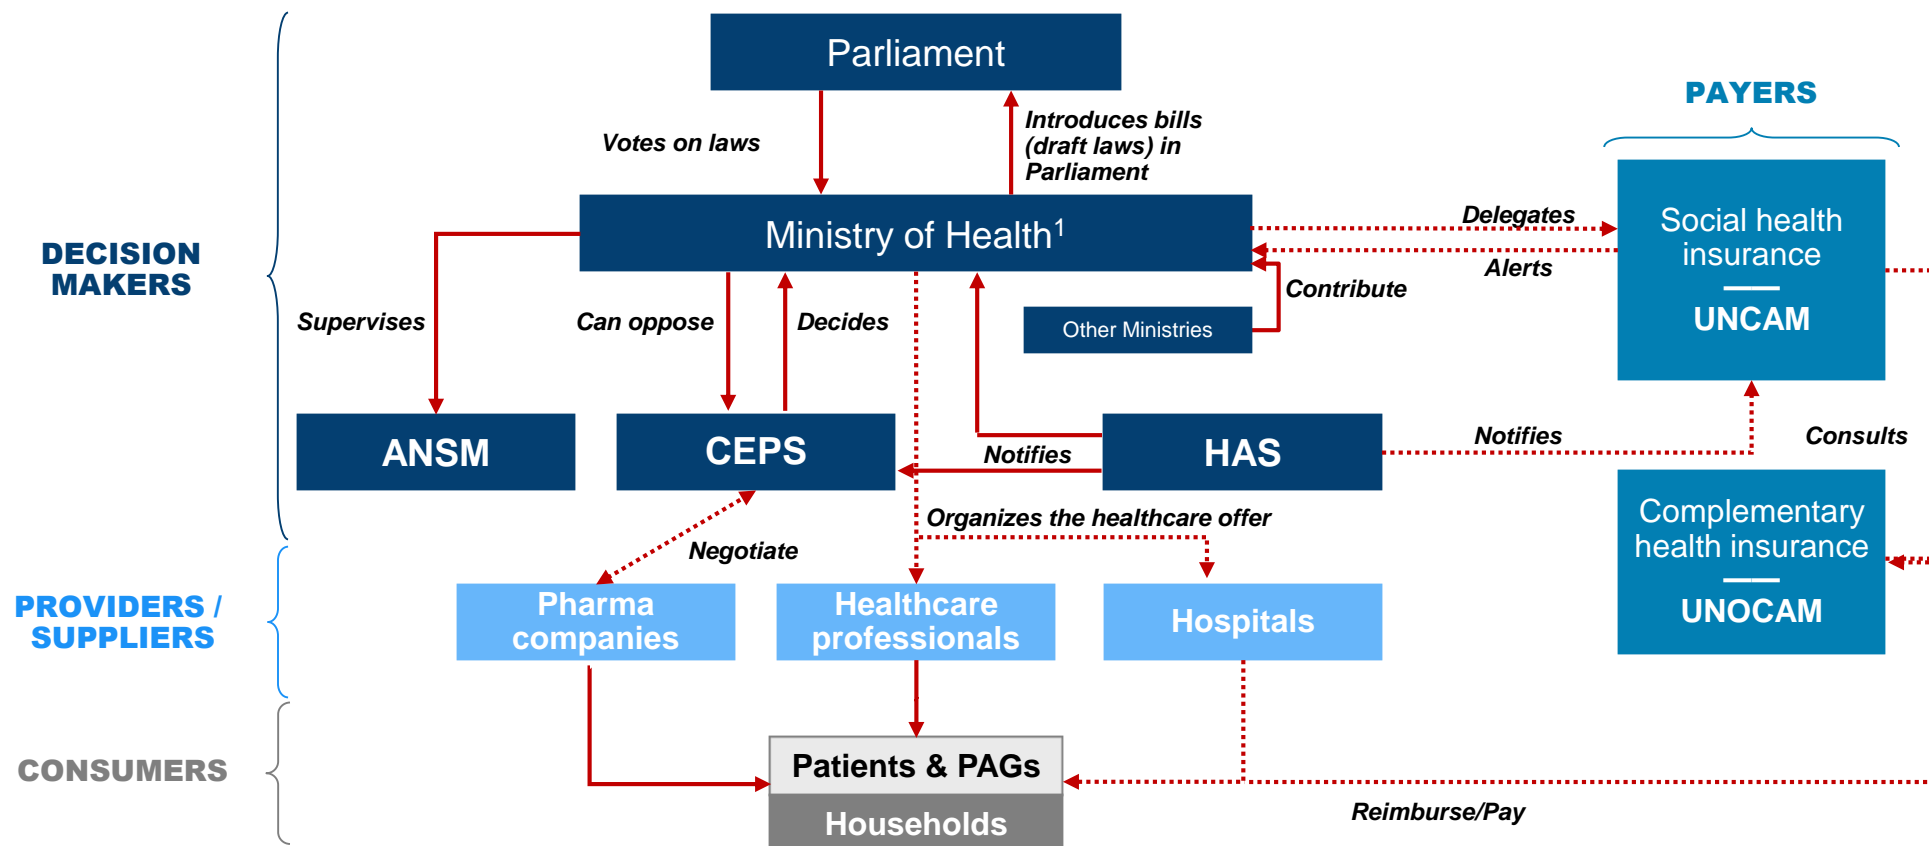 Parliament
PAYERS
Votes on laws
Introduces bills
(draft laws) in
Parliament
DECISION
MAKERS
Ministry of Health¹
Delegates
Alerts
Social health
insurance
UNCAM
Contribute
Other Ministries
Supervises
Can oppose
Decides
ANSM
CEPS
Notifies
HAS
Notifies
Consults
Organizes the healthcare offer
Negotiate
Complementary
health insurance
UNOCAM
PROVIDERS /
SUPPLIERS
Pharma
companies
Healthcare
professionals
Hospitals
CONSUMERS
Patients & PAGs
Households
Reimburse/Pay